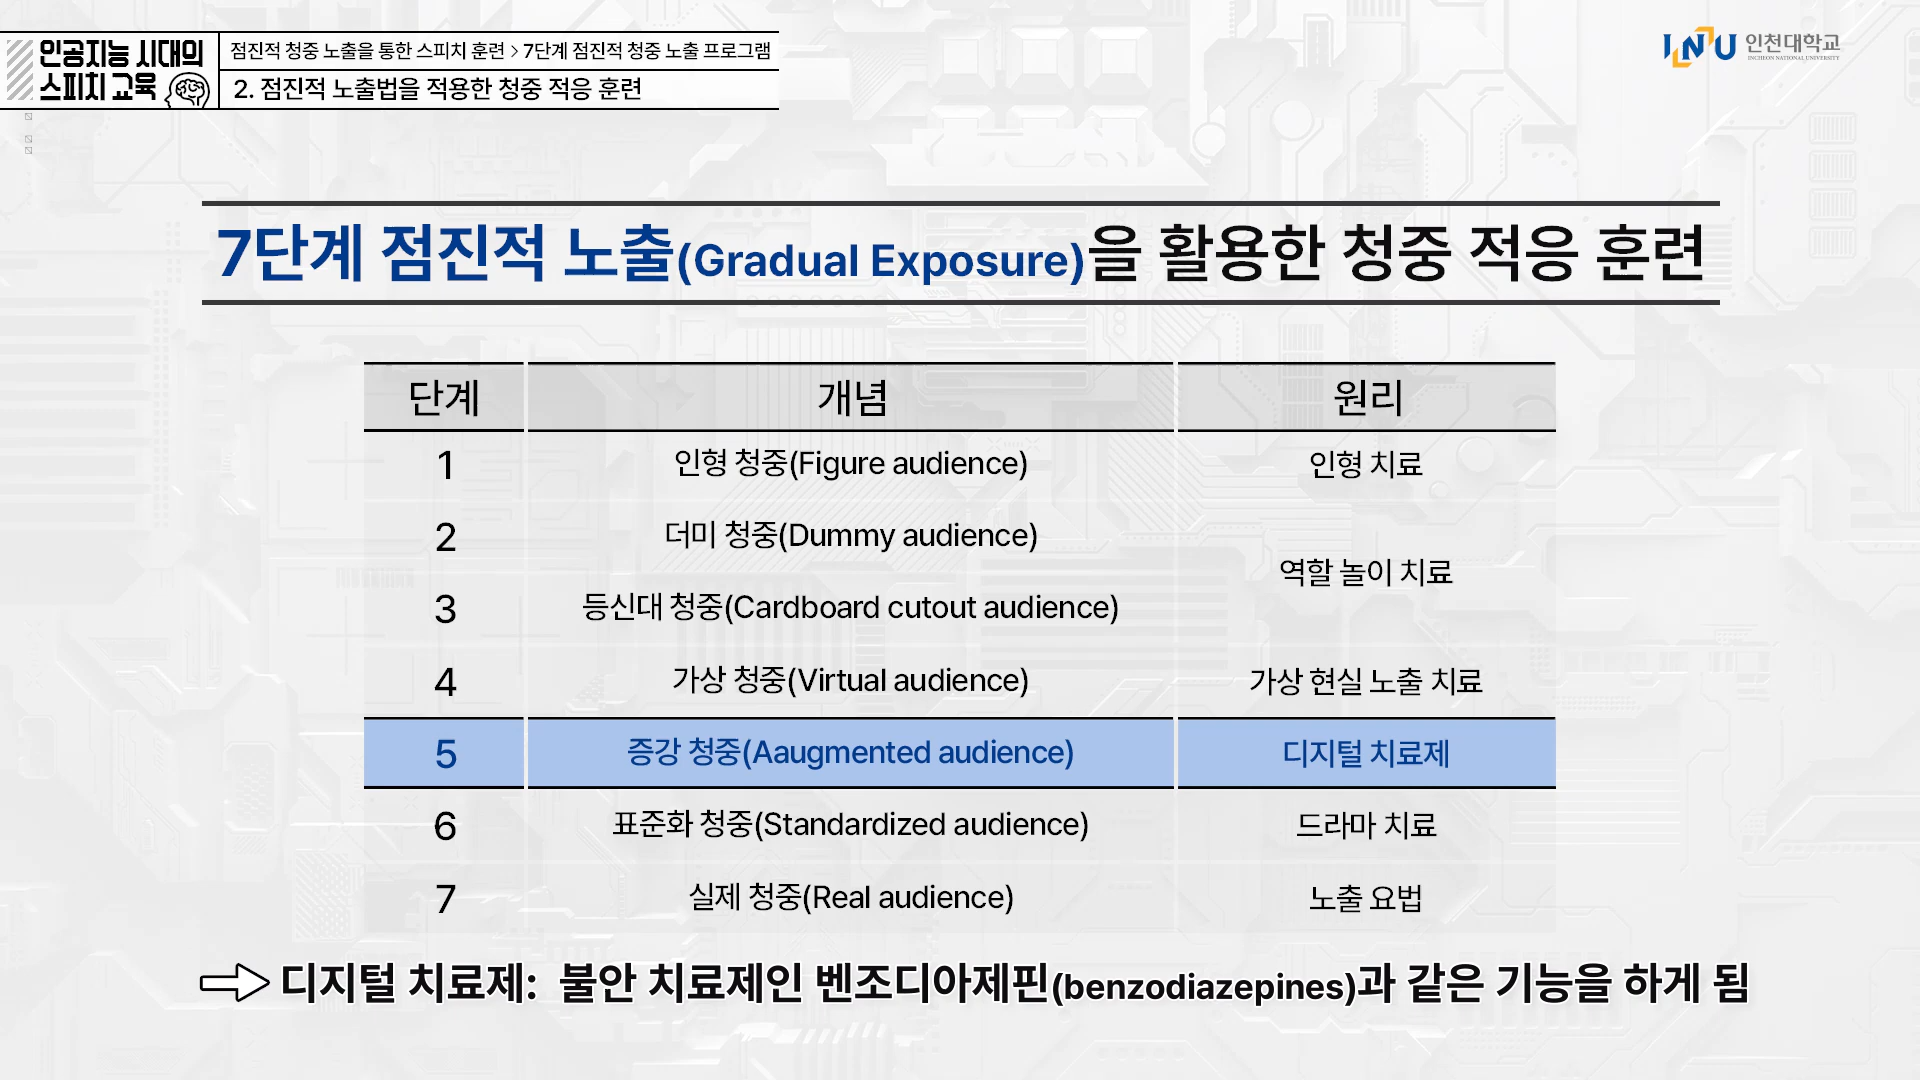 인공지능 시대의
스피치 교육
점진적 청중 노출을 통한 스피치 훈련 > 7단계 점진적 청중 노출 프로그램
2. 점진적 노출법을 적용한 청중 적응 훈련
INU 인천대학교
INCHEON NATIONAL UNIVERSITY
7단계 점진적 노출(Gradual Exposure)을 활용한 청중 적응 훈련
단계 개념 원리
1 인형 청중(Figure audience) 인형 치료
2 더미 청중(Dummy audience)
역할 놀이 치료
3 등신대 청중(Cardboard cutout audience)
4 가상 청중(Virtual audience) 가상 현실 노출 치료
5 증강 청중(Aaugmented audience) 디지털 치료제
6 표준화 청중(Standardized audience) 드라마 치료
7 실제 청중(Real audience) 노출 요법
디지털 치료제: 불안 치료제인 벤조디아제핀(benzodiazepines)과 같은 기능을 하게 됨